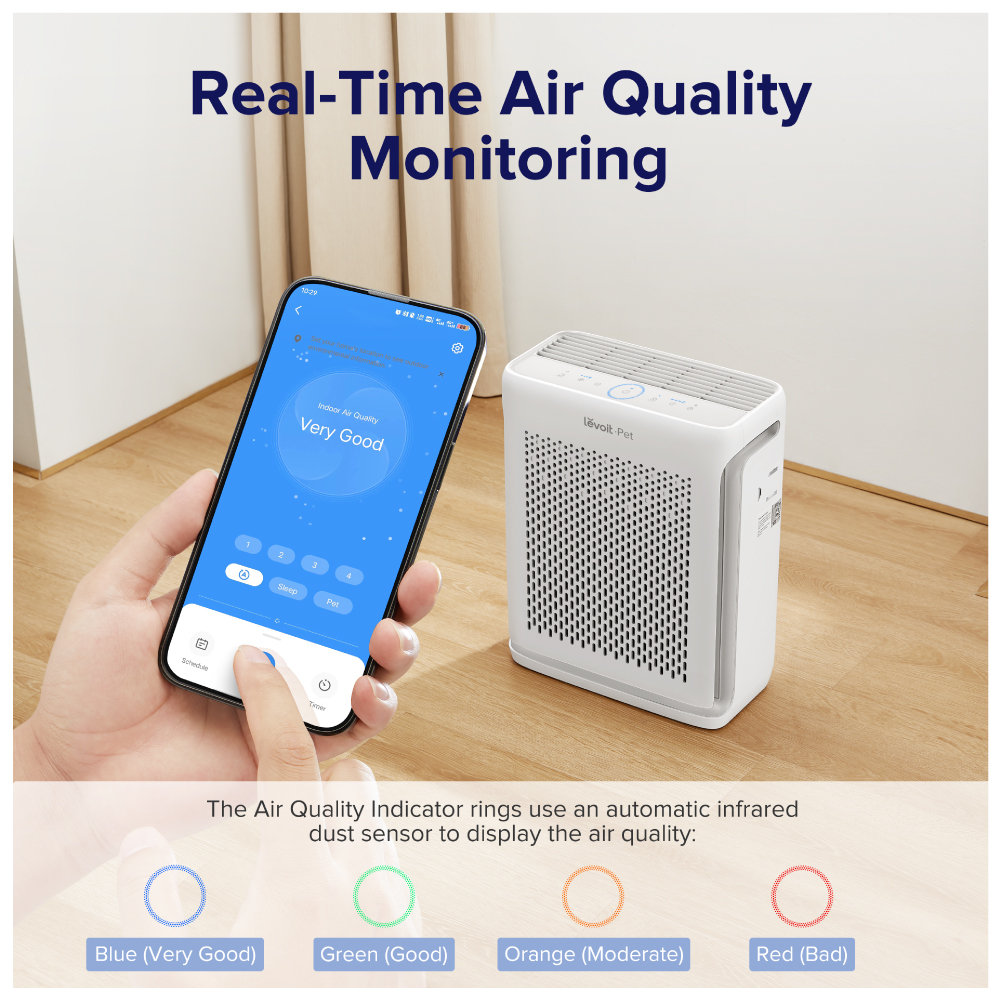 Real-Time Air Quality
Monitoring
10:29
Indoor Air Quality
Very Good
1
2
3
4
Sleep
Pet
Schedule
Timer
levoit Pet
The Air Quality Indicator rings use an automatic infrared
dust sensor to display the air quality:
Blue (Very Good)
Green (Good)
Orange (Moderate)
Red (Bad)